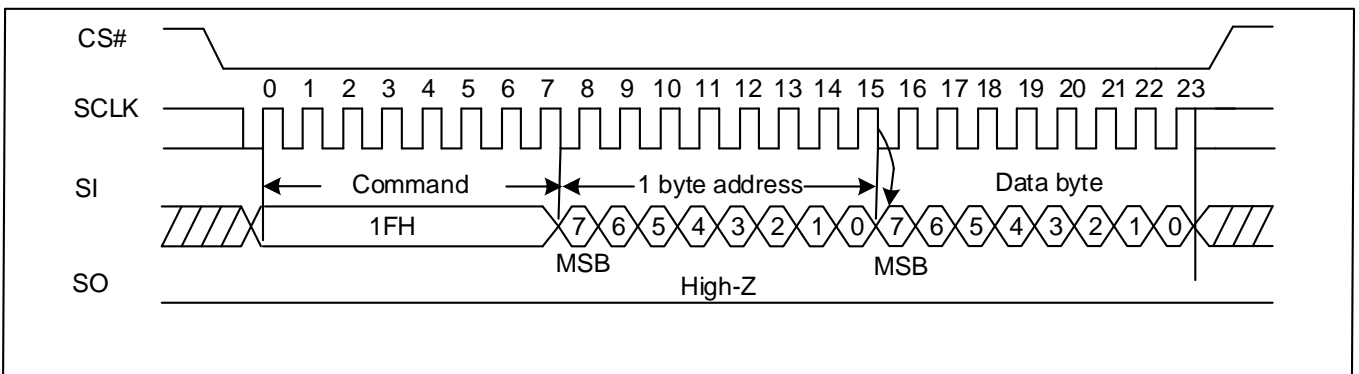 CS#
0 1 2 3 4 5 6 7 8 9 10 11 12 13 14 15 16 17 18 19 20 21 22 23
SCLK
SI Command 1 byte address Data byte
1FH 7 6 5 4 3 2 1 0 7 6 5 4 3 2 1 0
MSB MSB
SO High-Z